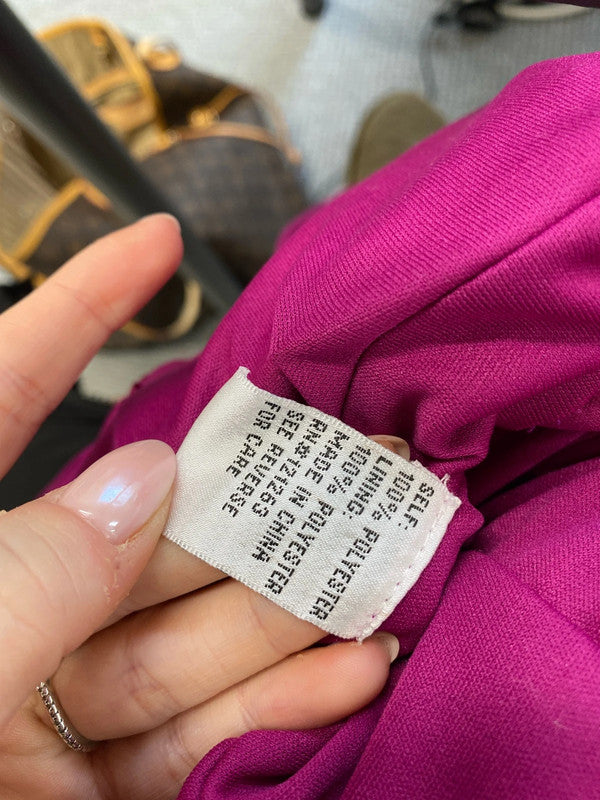 SELF:
100% POLYESTER
LINING:
100% POLYESTER
MADE IN CHINA
RN#121263
SEE REVERSE
FOR CARE